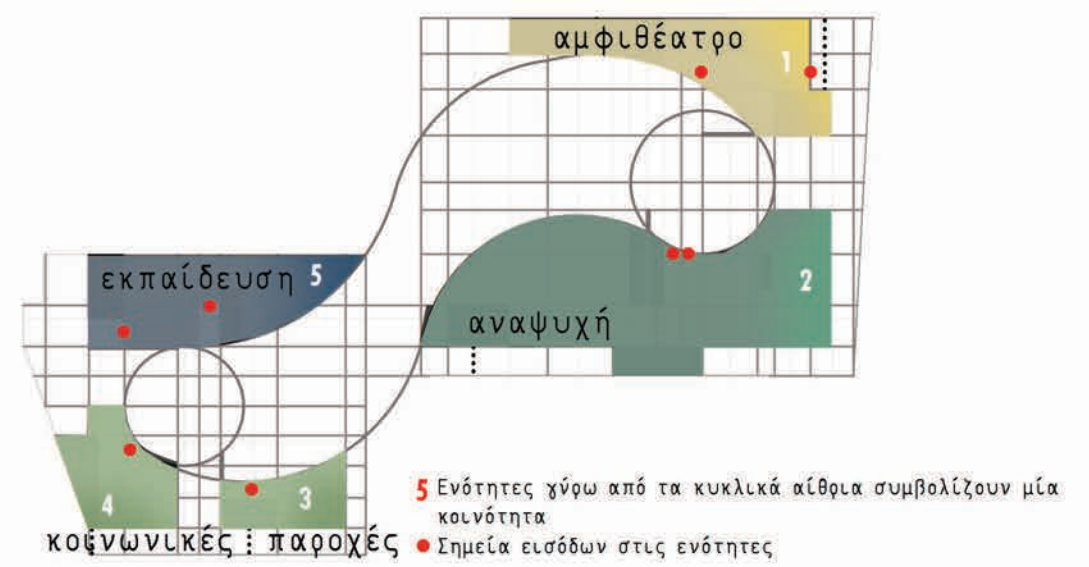 αμφιθέατρο
1
εκπαίδευση 5
2
αναψυχή
4
3
κοινωνικές παροχές
5 Ενότητες γύρω από τα κυκλικά αίθρια συμβολίζουν μία
κοινότητα
Σημεία εισόδων στις ενότητες